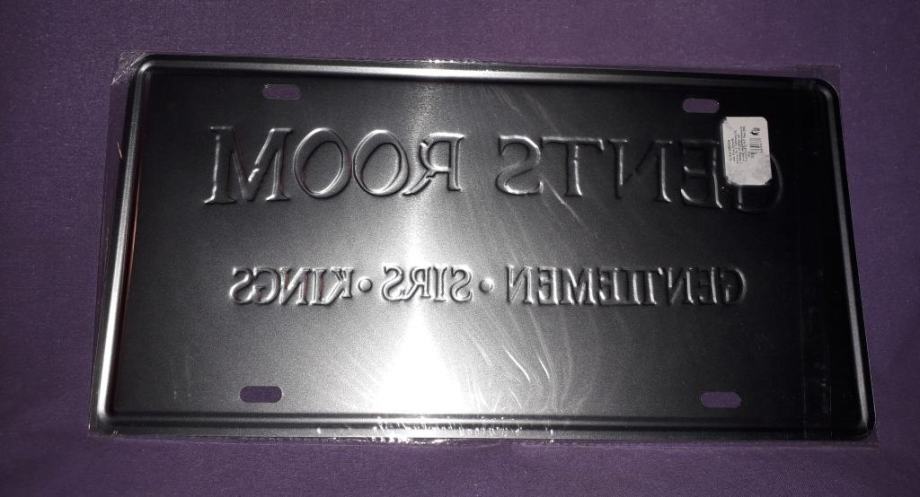 GENTS ROOM
GENTLEMEN • SIRS • KINGS